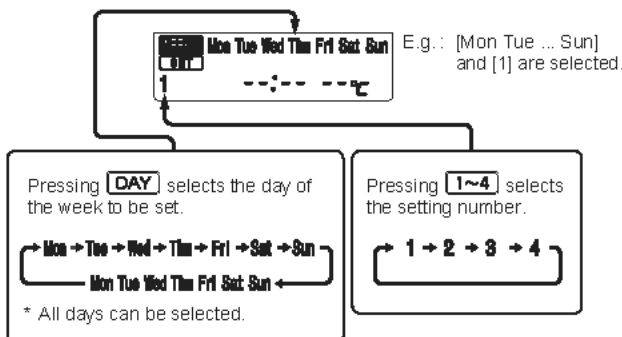 Mon Tue Wed Thu Fri Sat Sun
1 --:-- --℃
E.g.: [Mon Tue ... Sun]
and [1] are selected.
Pressing DAY selects the day of
the week to be set.
Mon → Tue → Wed → Thu → Fri → Sat → Sun
Mon Tue Wed Thu Fri Sat Sun
* All days can be selected.
Pressing 1~4 selects
the setting number.
1 → 2 → 3 → 4